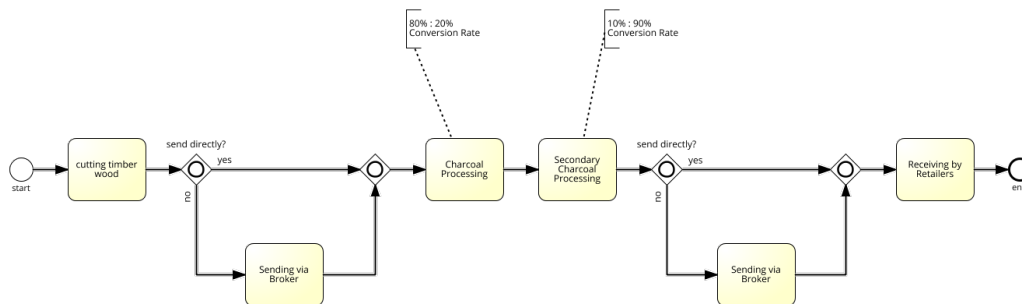 80% : 20%
Conversion Rate
10% : 90%
Conversion Rate
send directly?
send directly?
yes
yes
cutting timber
wood
Charcoal
Processing
Secondary
Charcoal
Processing
Receiving by
Retailers
start
en
no
no
Sending via
Broker
Sending via
Broker